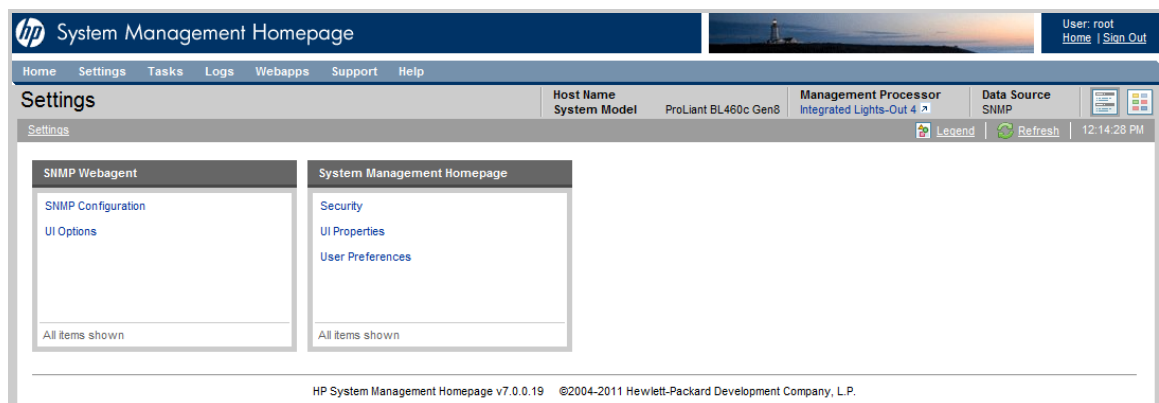 hp System Management Homepage
User: root
Home | Sign Out
Home Settings Tasks Logs Webapps Support Help
Settings
Host Name
System Model ProLiant BL460c Gen8
Management Processor
Integrated Lights-Out 4
Data Source
SNMP
Settings
Legend | Refresh | 12:14:28 PM
SNMP Webagent
SNMP Configuration
UI Options
All items shown
System Management Homepage
Security
UI Properties
User Preferences
All items shown
HP System Management Homepage v7.0.0.19 ©2004-2011 Hewlett-Packard Development Company, L.P.